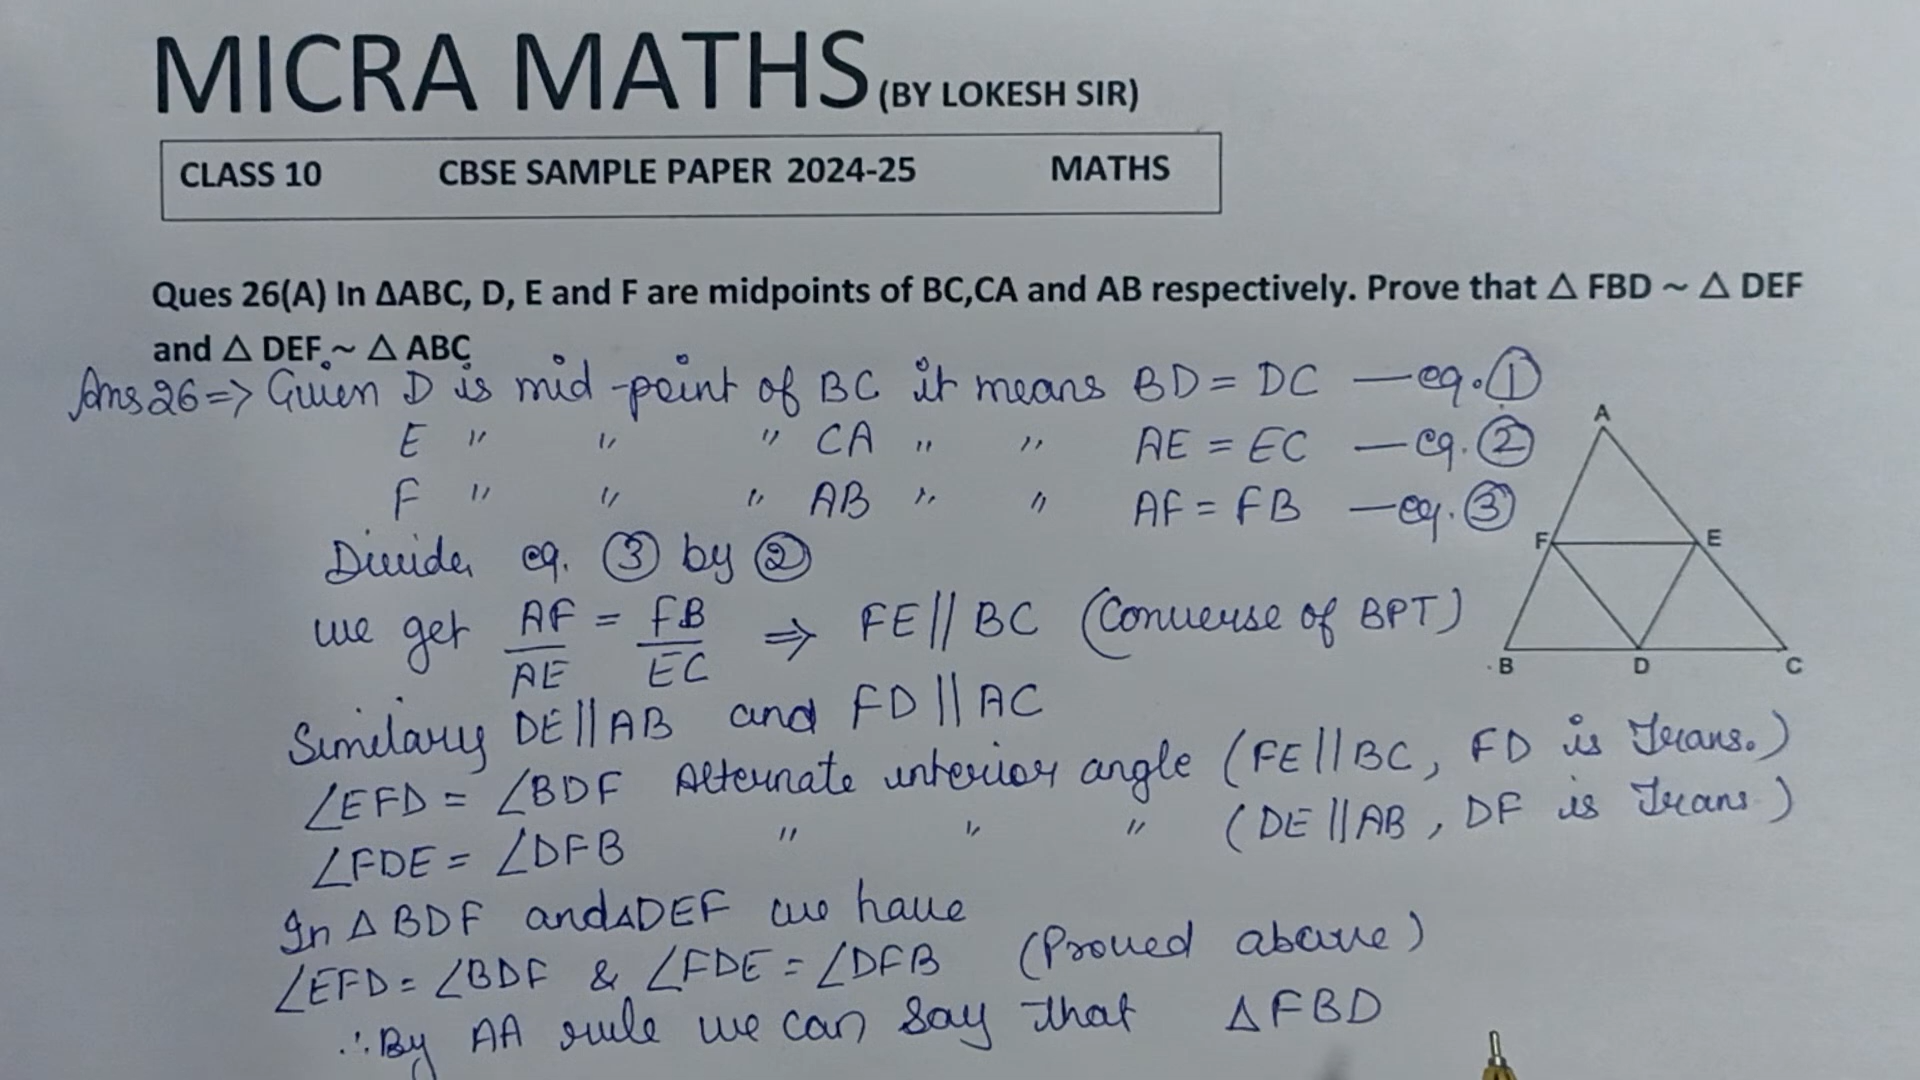 MICRA MATHS (BY LOKESH SIR)
CLASS 10 CBSE SAMPLE PAPER 2024-25 MATHS
Ques 26(A) In ΔABC, D, E and F are midpoints of BC,CA and AB respectively. Prove that △ FBD ~ △ DEF
and △ DEF ~ △ ABC
Ans 26 => Given D is mid-point of BC it means BD = DC — eq. ①
E " " " CA " " AE = EC — eq. ②
F " " " AB " " AF = FB — eq. ③
Divide eq. ③ by ②
we get AF/AE = FB/EC ⇒ FE || BC (Converse of BPT)
Similary DE || AB and FD || AC
∠EFD = ∠BDF Alternate interior angle (FE || BC, FD is Trans.)
∠FDE = ∠DFB " " " (DE || AB, DF is Trans.)
In △ BDF and △DEF we have
∠EFD = ∠BDF & ∠FDE = ∠DFB (Proved above)
∴ By AA rule we can say that △FBD
A
F
E
B
D
C